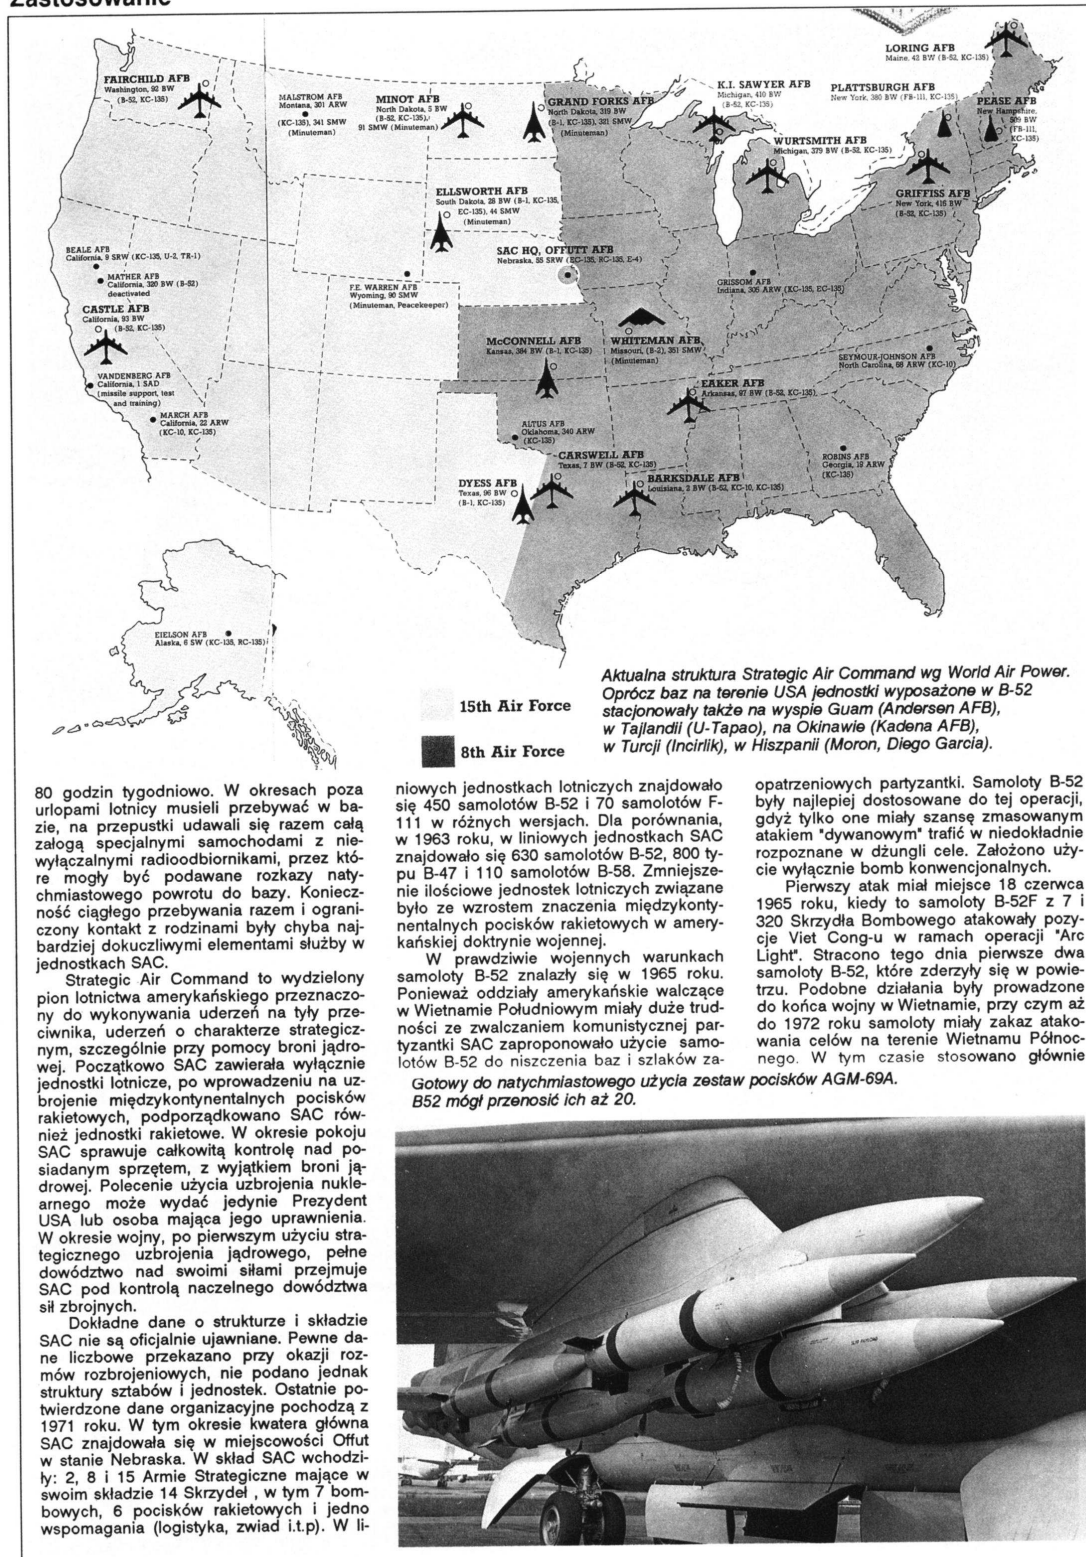 Zastosowanie
LORING AFB
Maine, 42 BW (B-52, KC-135)
FAIRCHILD AFB
Washington, 92 BW
(B-52, KC-135)
MALSTROM AFB
Montana, 301 ARW
(KC-135), 341 SMW
(Minuteman)
MINOT AFB
North Dakota, 5 BW
(B-52, KC-135),
91 SMW (Minuteman)
GRAND FORKS AFB
North Dakota, 319 BW
(B-1, KC-135), 321 SMW
(Minuteman)
K.I. SAWYER AFB
Michigan, 410 BW
(B-52, KC-135)
PLATTSBURGH AFB
New York, 380 BW (FB-111, KC-135)
PEASE AFB
New Hampshire,
509 BW
(FB-111,
KC-135)
WURTSMITH AFB
Michigan, 379 BW (B-52, KC-135)
GRIFFISS AFB
New York, 416 BW
(B-52, KC-135)
ELLSWORTH AFB
South Dakota, 28 BW (B-1, KC-135,
EC-135), 44 SMW
(Minuteman)
SAC HQ, OFFUTT AFB
Nebraska, 55 SRW (EC-135, RC-135, E-4)
BEALE AFB
California, 9 SRW (KC-135, U-2, TR-1)
MATHER AFB
California, 320 BW (B-52)
deactivated
F.E. WARREN AFB
Wyoming, 90 SMW
(Minuteman, Peacekeeper)
GRISSOM AFB
Indiana, 305 ARW (KC-135, EC-135)
CASTLE AFB
California, 93 BW
(B-52, KC-135)
McCONNELL AFB
Kansas, 384 BW (B-1, KC-135)
WHITEMAN AFB
Missouri, (B-2), 351 SMW
(Minuteman)
SEYMOUR-JOHNSON AFB
North Carolina, 68 ARW (KC-10)
VANDENBERG AFB
California, 1 SAD
(missile support, test
and training)
EAKER AFB
Arkansas, 97 BW (B-52, KC-135)
MARCH AFB
California, 22 ARW
(KC-10, KC-135)
ALTUS AFB
Oklahoma, 340 ARW
(KC-135)
ROBINS AFB
Georgia, 19 ARW
(KC-135)
CARSWELL AFB
Texas, 7 BW (B-52, KC-135)
DYESS AFB
Texas, 96 BW
(B-1, KC-135)
BARKSDALE AFB
Louisiana, 2 BW (B-52, KC-10, KC-135)
EIELSON AFB
Alaska, 6 SW (KC-135, RC-135)
15th Air Force
8th Air Force
Aktualna struktura Strategic Air Command wg World Air Power.
Oprócz baz na terenie USA jednostki wyposażone w B-52
stacjonowały także na wyspie Guam (Andersen AFB),
w Tajlandii (U-Tapao), na Okinawie (Kadena AFB),
w Turcji (Incirlik), w Hiszpanii (Moron, Diego Garcia).
80 godzin tygodniowo. W okresach poza
urlopami lotnicy musieli przebywać w ba-
zie, na przepustki udawali się razem całą
załogą specjalnymi samochodami z nie-
wyłączalnymi radioodbiornikami, przez któ-
re mogły być podawane rozkazy naty-
chmiastowego powrotu do bazy. Koniecz-
ność ciągłego przebywania razem i ograni-
czony kontakt z rodzinami były chyba naj-
bardziej dokuczliwymi elementami służby w
jednostkach SAC.
Strategic Air Command to wydzielony
pion lotnictwa amerykańskiego przeznaczo-
ny do wykonywania uderzeń na tyły prze-
ciwnika, uderzeń o charakterze strategicz-
nym, szczególnie przy pomocy broni jądro-
wej. Początkowo SAC zawierała wyłącznie
jednostki lotnicze, po wprowadzeniu na uz-
brojenie międzykontynentalnych pocisków
rakietowych, podporządkowano SAC rów-
nież jednostki rakietowe. W okresie pokoju
SAC sprawuje całkowitą kontrolę nad po-
siadanym sprzętem, z wyjątkiem broni ją-
drowej. Polecenie użycia uzbrojenia nukle-
arnego może wydać jedynie Prezydent
USA lub osoba mająca jego uprawnienia.
W okresie wojny, po pierwszym użyciu stra-
tegicznego uzbrojenia jądrowego, pełne
dowództwo nad swoimi siłami przejmuje
SAC pod kontrolą naczelnego dowództwa
sił zbrojnych.
Dokładne dane o strukturze i składzie
SAC nie są oficjalnie ujawniane. Pewne da-
ne liczbowe przekazano przy okazji roz-
mów rozbrojeniowych, nie podano jednak
struktury sztabów i jednostek. Ostatnie po-
twierdzone dane organizacyjne pochodzą z
1971 roku. W tym okresie kwatera główna
SAC znajdowała się w miejscowości Offut
w stanie Nebraska. W skład SAC wchodzi-
ły: 2, 8 i 15 Armie Strategiczne mające w
swoim składzie 14 Skrzydeł , w tym 7 bom-
bowych, 6 pocisków rakietowych i jedno
wspomagania (logistyka, zwiad i.t.p). W li-
niowych jednostkach lotniczych znajdowało
się 450 samolotów B-52 i 70 samolotów F-
111 w różnych wersjach. Dla porównania,
w 1963 roku, w liniowych jednostkach SAC
znajdowało się 630 samolotów B-52, 800 ty-
pu B-47 i 110 samolotów B-58. Zmniejsze-
nie ilościowe jednostek lotniczych związane
było ze wzrostem znaczenia międzykonty-
nentalnych pocisków rakietowych w amery-
kańskiej doktrynie wojennej.
W prawdziwie wojennych warunkach
samoloty B-52 znalazły się w 1965 roku.
Ponieważ oddziały amerykańskie walczące
w Wietnamie Południowym miały duże trud-
ności ze zwalczaniem komunistycznej par-
tyzantki SAC zaproponowało użycie samo-
lotów B-52 do niszczenia baz i szlaków za-
opatrzeniowych partyzantki. Samoloty B-52
były najlepiej dostosowane do tej operacji,
gdyż tylko one miały szansę zmasowanym
atakiem "dywanowym" trafić w niedokładnie
rozpoznane w dżungli cele. Założono uży-
cie wyłącznie bomb konwencjonalnych.
Pierwszy atak miał miejsce 18 czerwca
1965 roku, kiedy to samoloty B-52F z 7 i
320 Skrzydła Bombowego atakowały pozy-
cje Viet Cong-u w ramach operacji "Arc
Light". Stracono tego dnia pierwsze dwa
samoloty B-52, które zderzyły się w powie-
trzu. Podobne działania były prowadzone
do końca wojny w Wietnamie, przy czym aż
do 1972 roku samoloty miały zakaz atako-
wania celów na terenie Wietnamu Północ-
nego. W tym czasie stosowano głównie
Gotowy do natychmiastowego użycia zestaw pocisków AGM-69A.
B52 mógł przenosić ich aż 20.